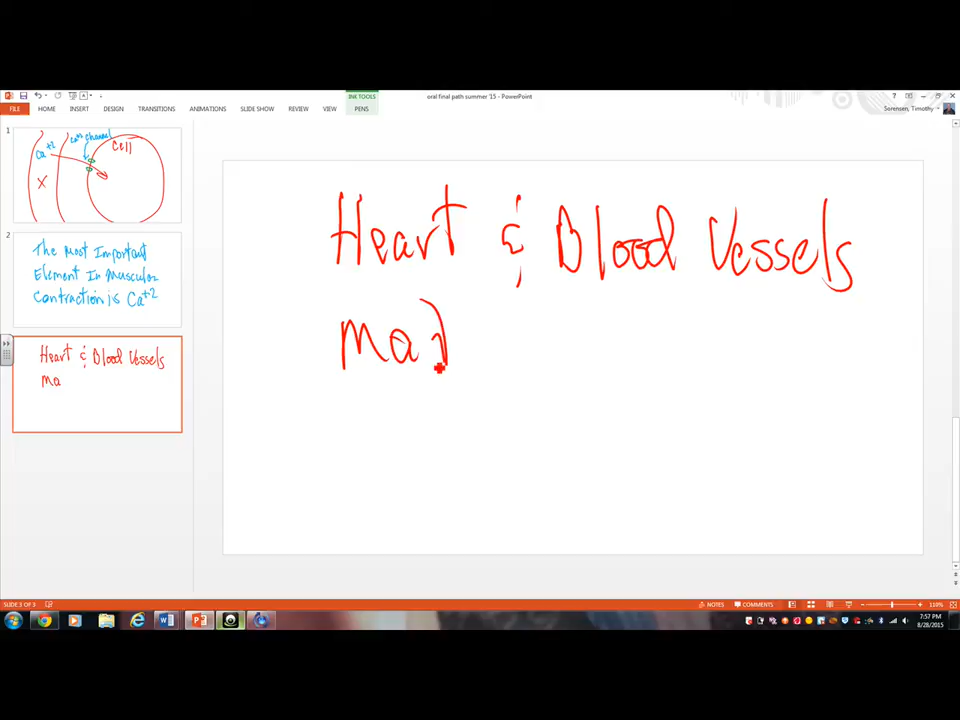 oral final path summer '15 - PowerPoint
INK TOOLS
FILE HOME INSERT DESIGN TRANSITIONS ANIMATIONS SLIDE SHOW REVIEW VIEW PENS
Sorensen, Timothy
1
Ca+2
Ca+2 channel
Cell
X
2
The Most Important
Element In Muscular
Contraction is Ca+2
Heart & Blood Vessels
Ma
Heart & Blood Vessels
Ma
SLIDE 3 OF 3
NOTES COMMENTS 110%
7:57 PM
8/28/2015